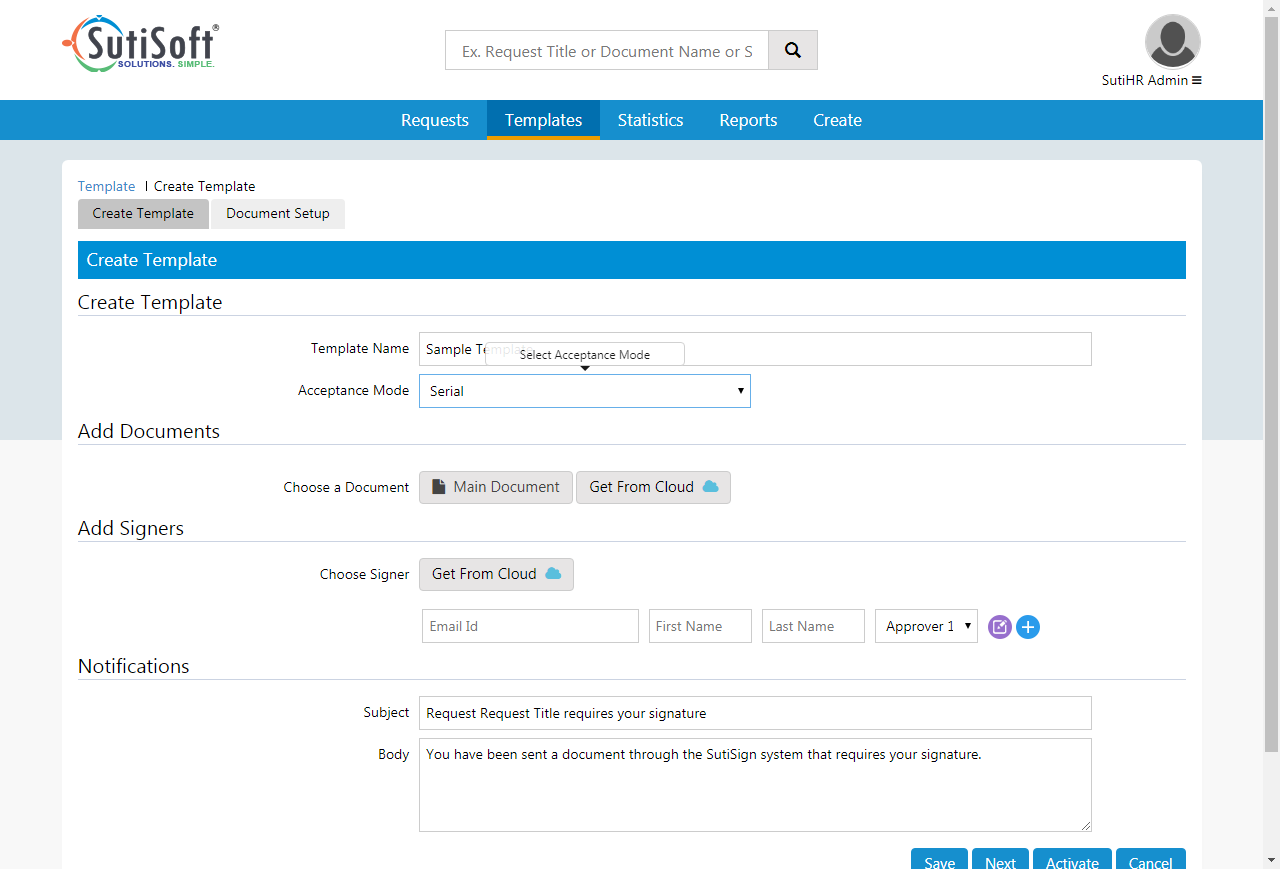 SutiSoft®
SOLUTIONS. SIMPLE.
Ex. Request Title or Document Name or S
SutiHR Admin
Requests Templates Statistics Reports Create
Template | Create Template
Create Template Document Setup
Create Template
Create Template
Template Name Sample Template
Select Acceptance Mode
Acceptance Mode Serial
Add Documents
Choose a Document Main Document Get From Cloud
Add Signers
Choose Signer Get From Cloud
Email Id First Name Last Name Approver 1
Notifications
Subject Request Request Title requires your signature
Body You have been sent a document through the SutiSign system that requires your signature.
Save Next Activate Cancel